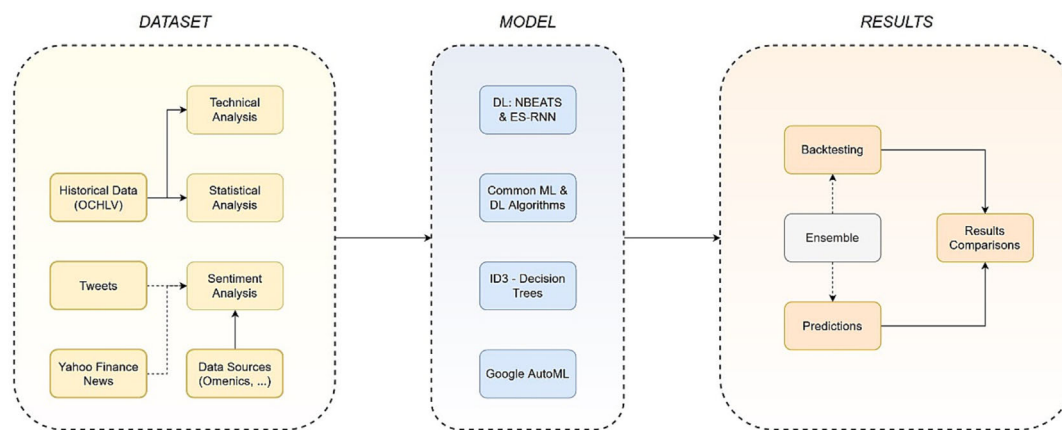 DATASET
MODEL
RESULTS
Technical
Analysis
Historical Data
(OCHLV)
Statistical
Analysis
Tweets
Sentiment
Analysis
Yahoo Finance
News
Data Sources
(Omenics, ...)
DL: NBEATS
& ES-RNN
Common ML &
DL Algorithms
ID3 - Decision
Trees
Google AutoML
Backtesting
Ensemble
Results
Comparisons
Predictions